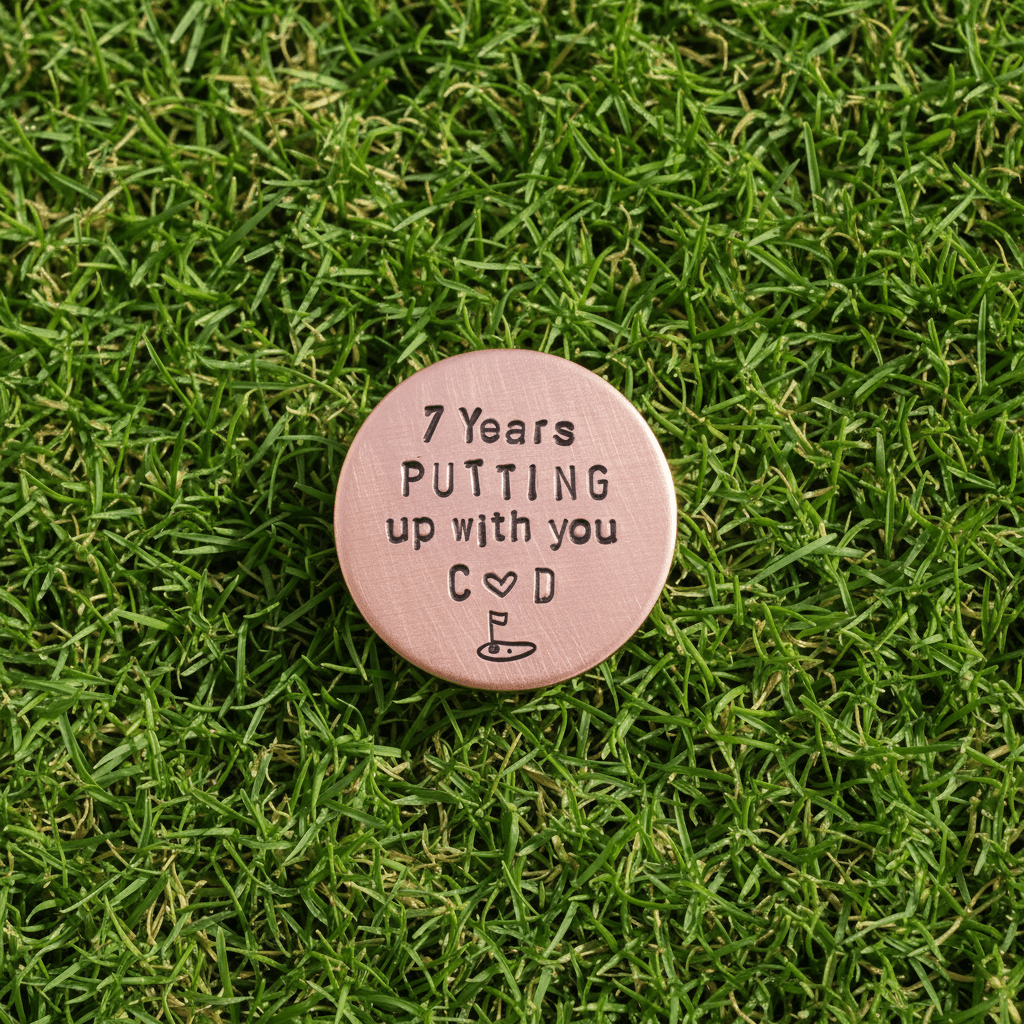 7 Years
PUTTING
up with you
C ♡ D